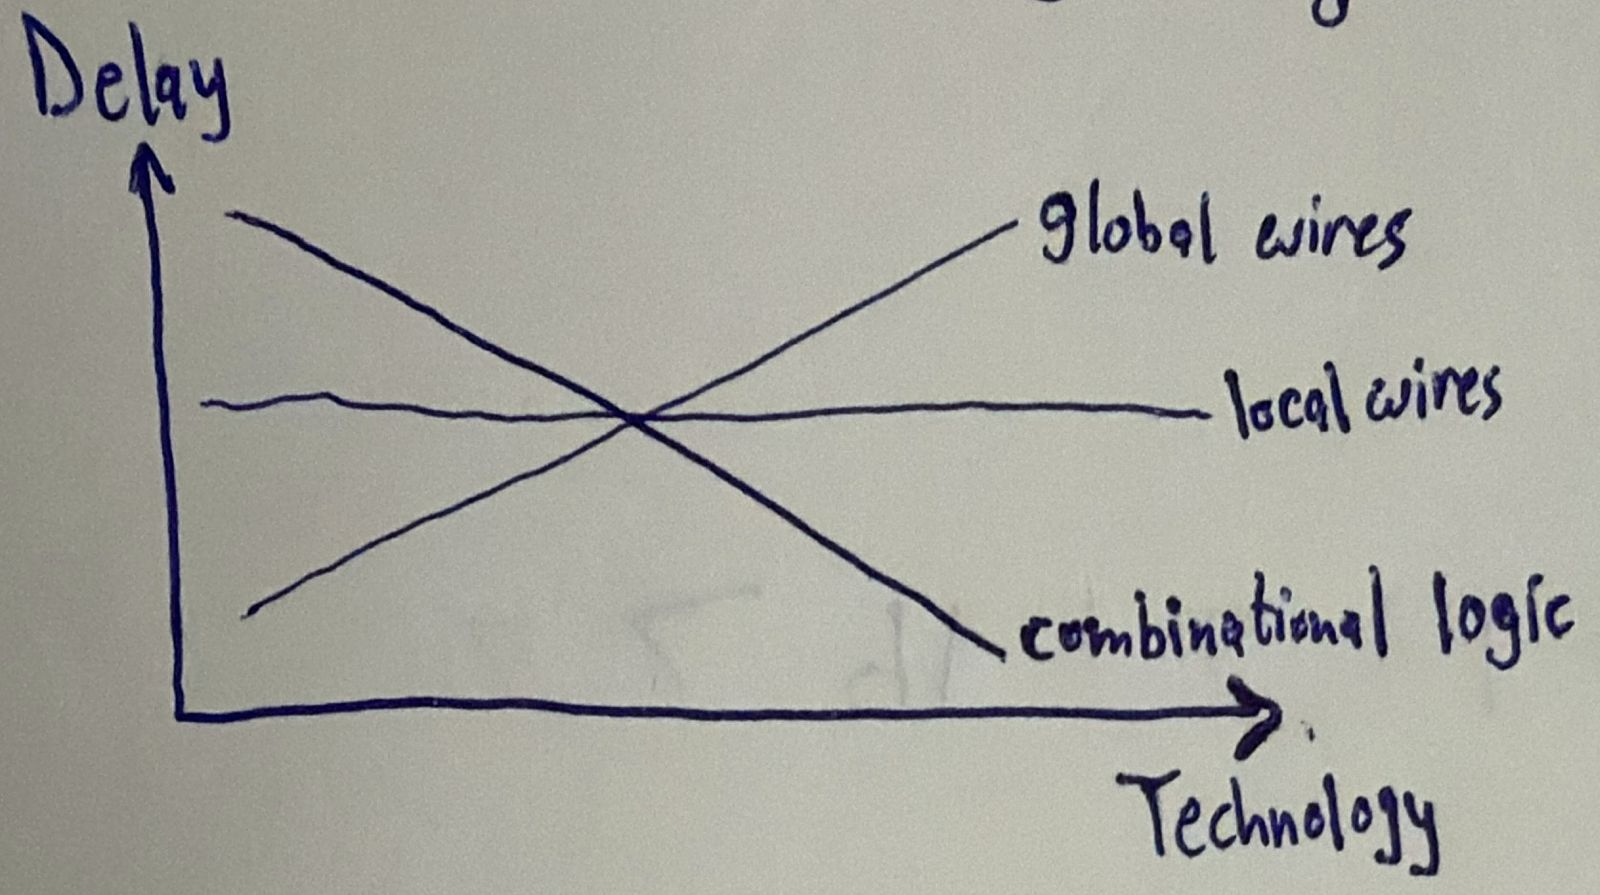 Delay
global wires
local wires
combinational logic
Technology